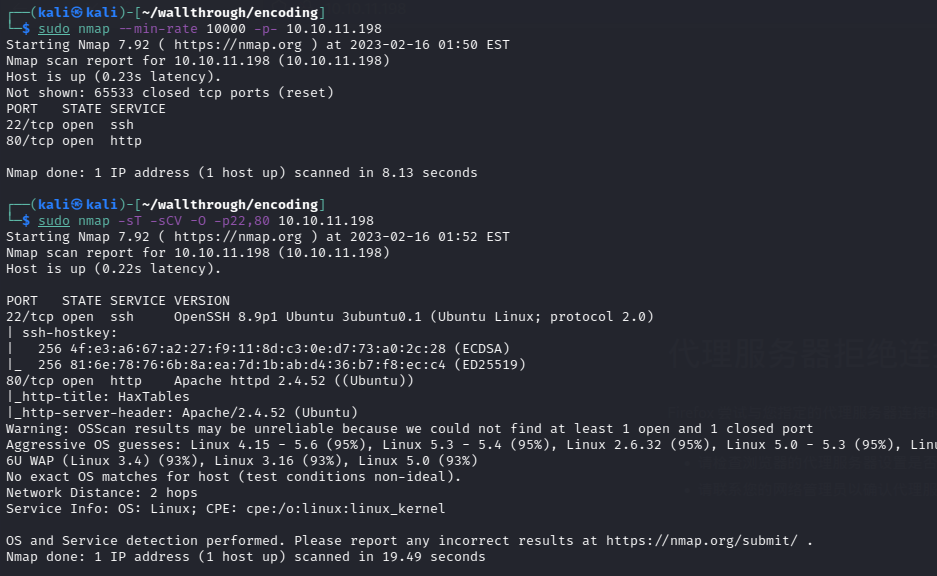 ┌──(kali㉿kali)-[~/wallthrough/encoding]
└─$ sudo nmap --min-rate 10000 -p- 10.10.11.198
Starting Nmap 7.92 ( https://nmap.org ) at 2023-02-16 01:50 EST
Nmap scan report for 10.10.11.198 (10.10.11.198)
Host is up (0.23s latency).
Not shown: 65533 closed tcp ports (reset)
PORT   STATE SERVICE
22/tcp open  ssh
80/tcp open  http

Nmap done: 1 IP address (1 host up) scanned in 8.13 seconds

┌──(kali㉿kali)-[~/wallthrough/encoding]
└─$ sudo nmap -sT -sCV -O -p22,80 10.10.11.198
Starting Nmap 7.92 ( https://nmap.org ) at 2023-02-16 01:52 EST
Nmap scan report for 10.10.11.198 (10.10.11.198)
Host is up (0.22s latency).

PORT   STATE SERVICE VERSION
22/tcp open  ssh     OpenSSH 8.9p1 Ubuntu 3ubuntu0.1 (Ubuntu Linux; protocol 2.0)
| ssh-hostkey:
|   256 4f:e3:a6:67:a2:27:f9:11:8d:c3:0e:d7:73:a0:2c:28 (ECDSA)
|_  256 81:6e:78:76:6b:8a:ea:7d:1b:ab:d4:36:b7:f8:ec:c4 (ED25519)
80/tcp open  http    Apache httpd 2.4.52 ((Ubuntu))
|_http-title: HaxTables
|_http-server-header: Apache/2.4.52 (Ubuntu)
Warning: OSScan results may be unreliable because we could not find at least 1 open and 1 closed port
Aggressive OS guesses: Linux 4.15 - 5.6 (95%), Linux 5.3 - 5.4 (95%), Linux 2.6.32 (95%), Linux 5.0 - 5.3 (95%), Linu
6U WAP (Linux 3.4) (93%), Linux 3.16 (93%), Linux 5.0 (93%)
No exact OS matches for host (test conditions non-ideal).
Network Distance: 2 hops
Service Info: OS: Linux; CPE: cpe:/o:linux:linux_kernel

OS and Service detection performed. Please report any incorrect results at https://nmap.org/submit/ .
Nmap done: 1 IP address (1 host up) scanned in 19.49 seconds
代理服务器拒绝连